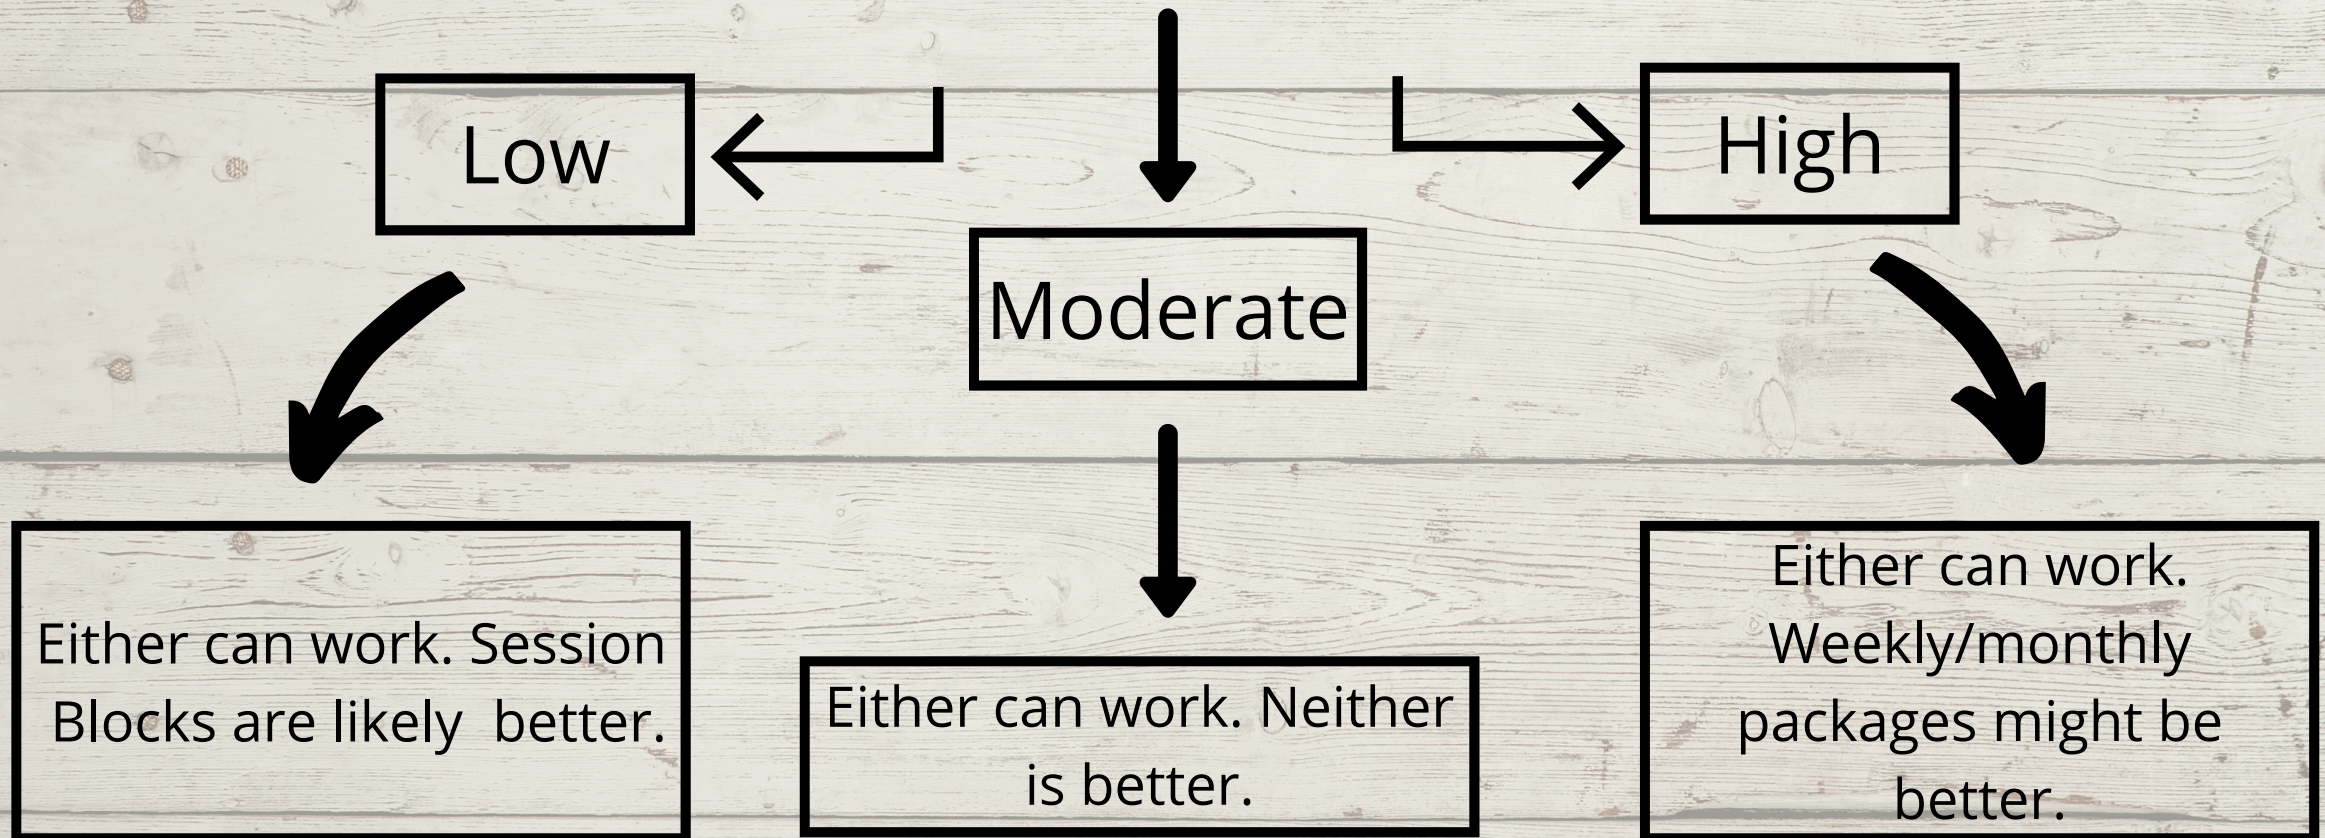 Low
High
Moderate
Either can work. Session
Blocks are likely  better.
Either can work. Neither
is better.
Either can work.
Weekly/monthly
packages might be
better.